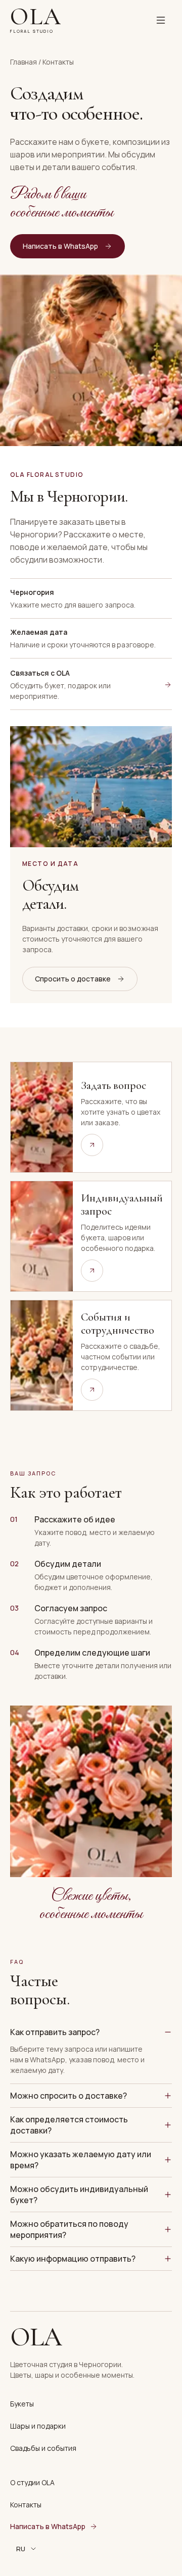 OLA
FLORAL STUDIO
Главная / Контакты
Создадим
что-то особенное.
Расскажите нам о букете, композиции из
шаров или мероприятии. Мы обсудим
цветы и детали вашего события.
Рядом в ваши
особенные моменты
Написать в WhatsApp →
OLA
OLA FLORAL STUDIO
Мы в Черногории.
Планируете заказать цветы в
Черногории? Расскажите о месте,
поводе и желаемой дате, чтобы мы
обсудили возможности.
Черногория
Укажите место для вашего запроса.
Желаемая дата
Наличие и сроки уточняются в разговоре.
Связаться с OLA
Обсудить букет, подарок или
мероприятие.
→
МЕСТО И ДАТА
Обсудим
детали.
Варианты доставки, сроки и возможная
стоимость уточняются для вашего
запроса.
Спросить о доставке →
OLA
Задать вопрос
Расскажите, что вы
хотите узнать о цветах
или заказе.
↗
OLA
Индивидуальный
запрос
Поделитесь идеями
букета, шаров или
особенного подарка.
↗
OLA
События и
сотрудничество
Расскажите о свадьбе,
частном событии или
сотрудничестве.
↗
ВАШ ЗАПРОС
Как это работает
01 Расскажите об идее
Укажите повод, место и желаемую
дату.
02 Обсудим детали
Обсудим цветочное оформление,
бюджет и дополнения.
03 Согласуем запрос
Согласуйте доступные варианты и
стоимость перед продолжением.
04 Определим следующие шаги
Вместе уточните детали получения или
доставки.
OLA
Свежие цветы,
особенные моменты
FAQ
Частые
вопросы.
Как отправить запрос? −
Выберите тему запроса или напишите
нам в WhatsApp, указав повод, место и
желаемую дату.
Можно спросить о доставке? +
Как определяется стоимость
доставки? +
Можно указать желаемую дату или
время? +
Можно обсудить индивидуальный
букет? +
Можно обратиться по поводу
мероприятия? +
Какую информацию отправить? +
OLA
Цветочная студия в Черногории.
Цветы, шары и особенные моменты.
Букеты
Шары и подарки
Свадьбы и события
О студии OLA
Контакты
Написать в WhatsApp →
RU